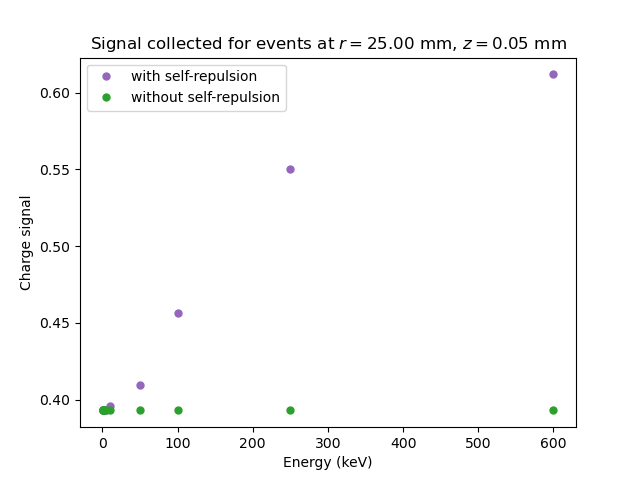 Signal collected for events at r = 25.00 mm, z = 0.05 mm
with self-repulsion
without self-repulsion
0.60
0.55
0.50
0.45
0.40
Charge signal
0 100 200 300 400 500 600
Energy (keV)